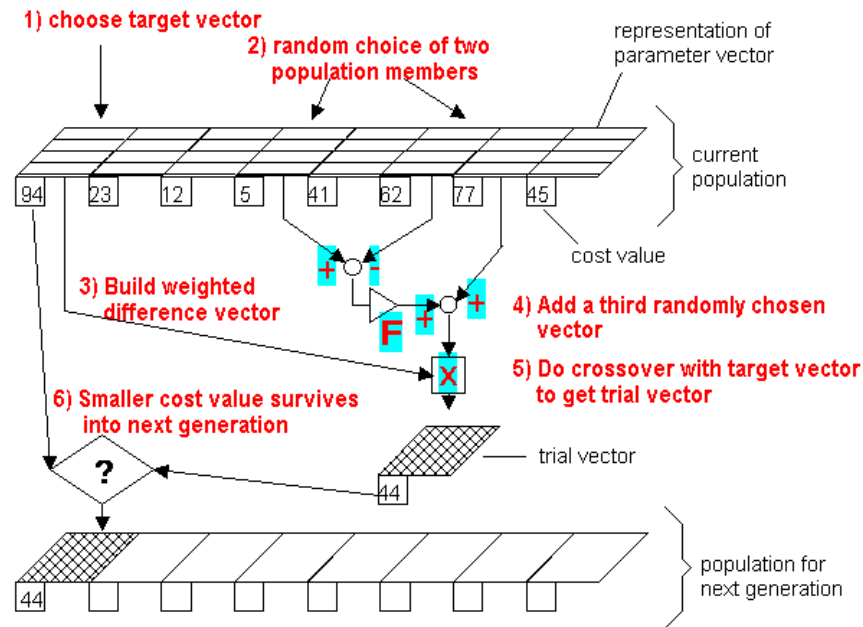 1) choose target vector
2) random choice of two
population members
representation of
parameter vector
current
population
94 23 12 5 41 62 77 45
cost value
+ -
3) Build weighted
difference vector
F + +
4) Add a third randomly chosen
vector
X
5) Do crossover with target vector
to get trial vector
6) Smaller cost value survives
into next generation
?
trial vector
44
population for
next generation
44